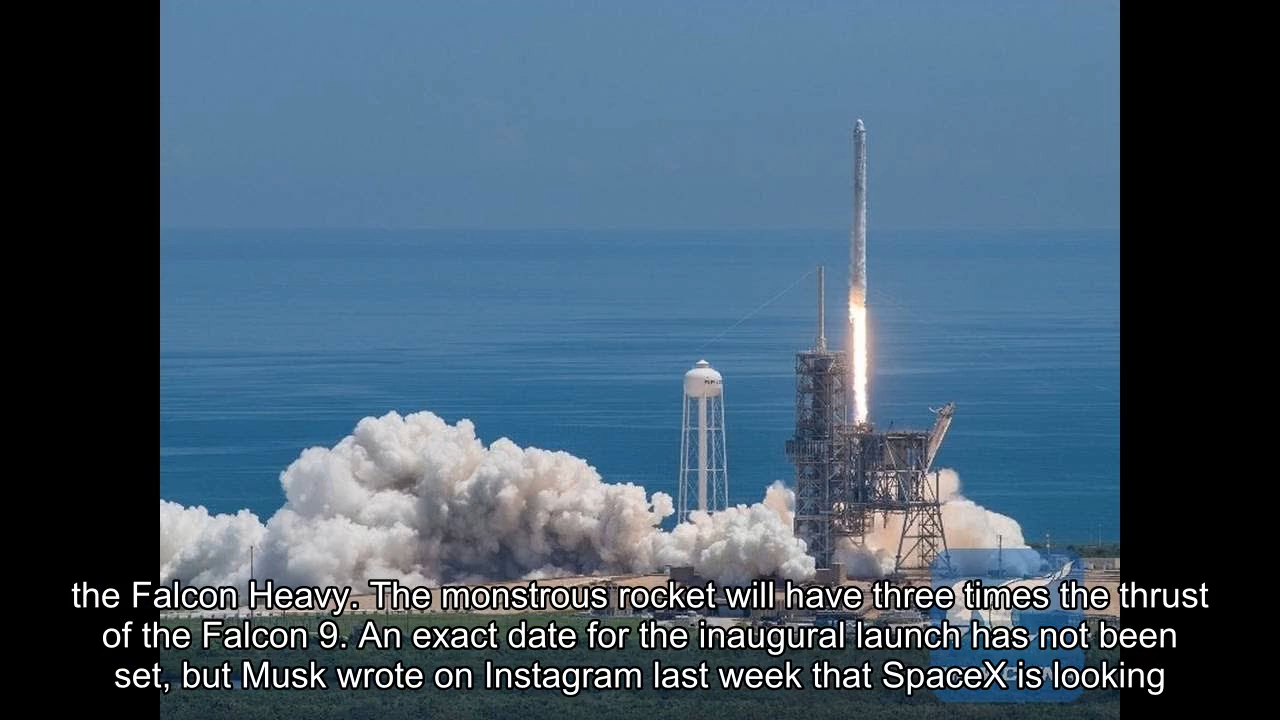 the Falcon Heavy. The monstrous rocket will have three times the thrust
of the Falcon 9. An exact date for the inaugural launch has not been
set, but Musk wrote on Instagram last week that SpaceX is looking